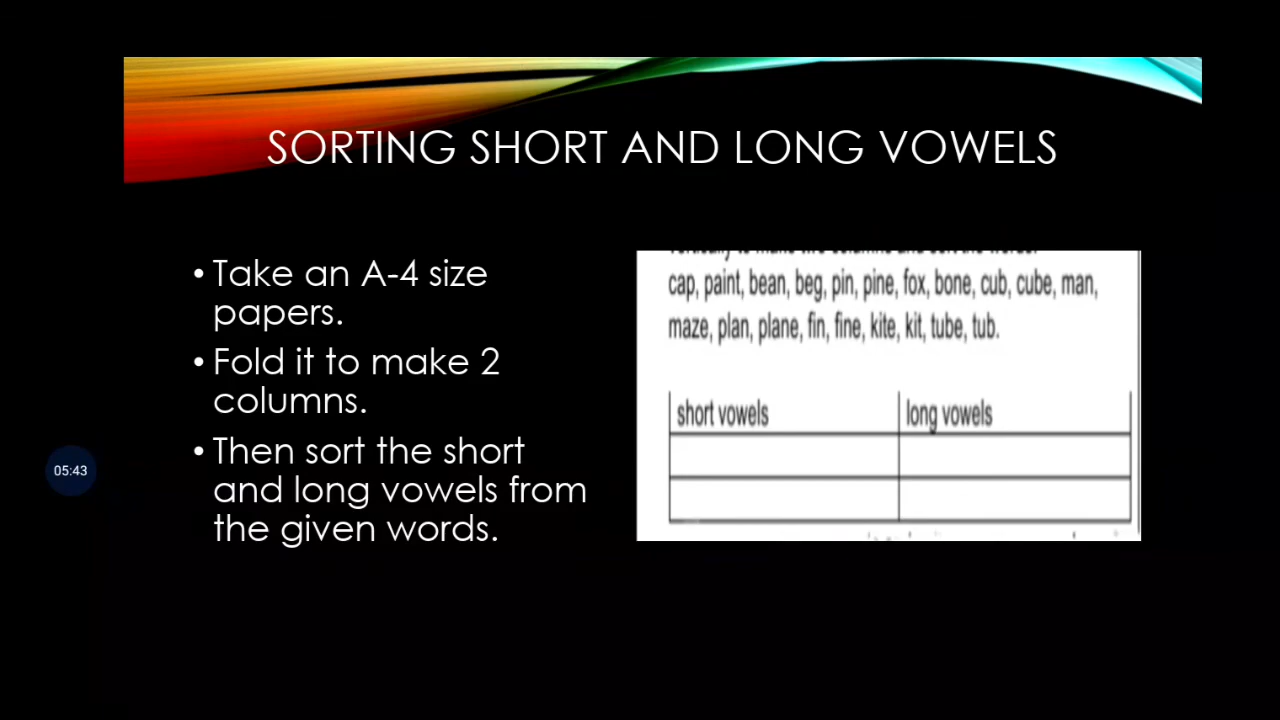 SORTING SHORT AND LONG VOWELS
• Take an A-4 size
papers.
• Fold it to make 2
columns.
• Then sort the short
and long vowels from
the given words.
cap, paint, bean, beg, pin, pine, fox, bone, cub, cube, man,
maze, plan, plane, fin, fine, kite, kit, tube, tub.
short vowels
long vowels
05:43